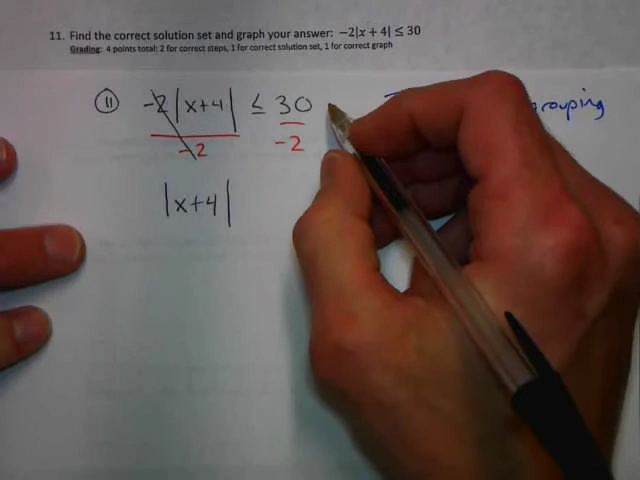 11. Find the correct solution set and graph your answer: −2|x + 4| ≤ 30
Grading: 4 points total: 2 for correct steps, 1 for correct solution set, 1 for correct graph
11 -2|x+4| ≤ 30 grouping
-2 -2
|x+4|